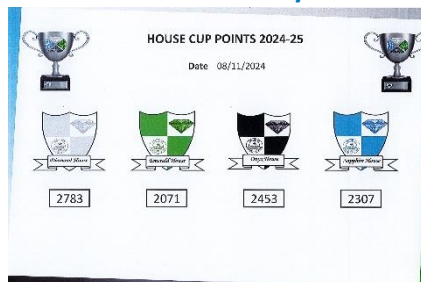 HOUSE CUP POINTS 2024-25
Date 08/11/2024
Diamond House Emerald House Onyx House Sapphire House
2783 2071 2453 2307